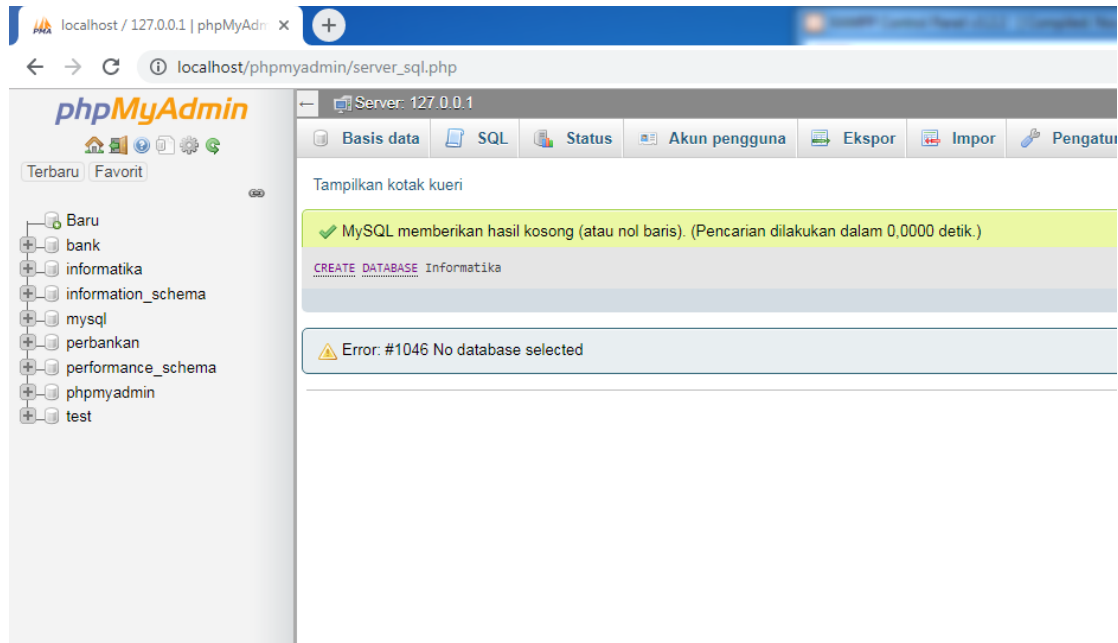 localhost / 127.0.0.1 | phpMyAdm
localhost/phpmyadmin/server_sql.php
phpMyAdmin
Terbaru Favorit
Baru
bank
informatika
information_schema
mysql
perbankan
performance_schema
phpmyadmin
test
Server: 127.0.0.1
Basis data SQL Status Akun pengguna Ekspor Impor Pengatur
Tampilkan kotak kueri
MySQL memberikan hasil kosong (atau nol baris). (Pencarian dilakukan dalam 0,0000 detik.)
CREATE DATABASE Informatika
Error: #1046 No database selected